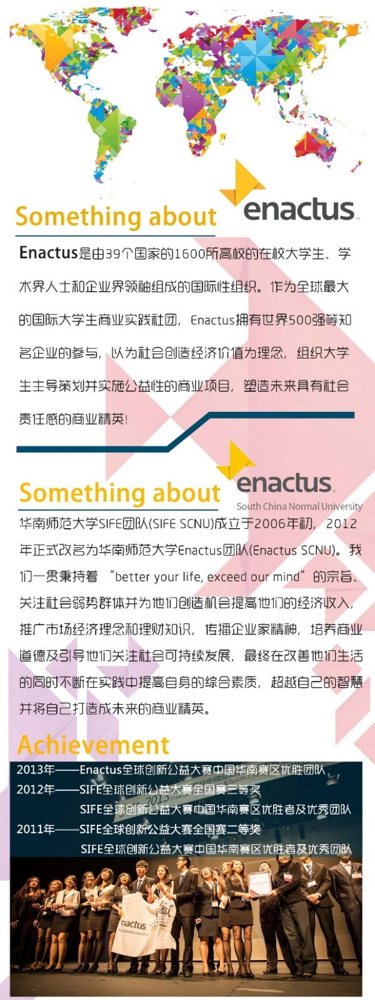 Something about enactus
Enactus是由39个国家的1600所高校的在校大学生、学
术界人士和企业界领袖组成的国际性组织。作为全球最大
的国际大学生商业实践社团，Enactus拥有世界500强等知
名企业的参与，以为社会创造经济价值为理念，组织大学
生主导策划并实施公益性的商业项目，塑造未来具有社会
责任感的商业精英!
Something about enactus
South China Normal University
华南师范大学SIFE团队(SIFE SCNU)成立于2006年初，2012
年正式改名为华南师范大学Enactus团队(Enactus SCNU)。我
们一贯秉持着 “better your life, exceed our mind” 的宗旨、
关注社会弱势群体并为他们创造机会提高他们的经济收入，
推广市场经济理念和理财知识，传播企业家精神，培养商业
道德及引导他们关注社会可持续发展，最终在改善他们生活
的同时不断在实践中提高自身的综合素质，超越自己的智慧
并将自己打造成未来的商业精英。
Achievement
2013年——Enactus全球创新公益大赛中国华南赛区优胜团队
2012年——SIFE全球创新公益大赛全国赛三等奖
SIFE全球创新公益大赛中国华南赛区优胜者及优秀团队
2011年——SIFE全球创新公益大赛全国赛二等奖
SIFE全球创新公益大赛中国华南赛区优胜者及优秀团队
2013
nactus